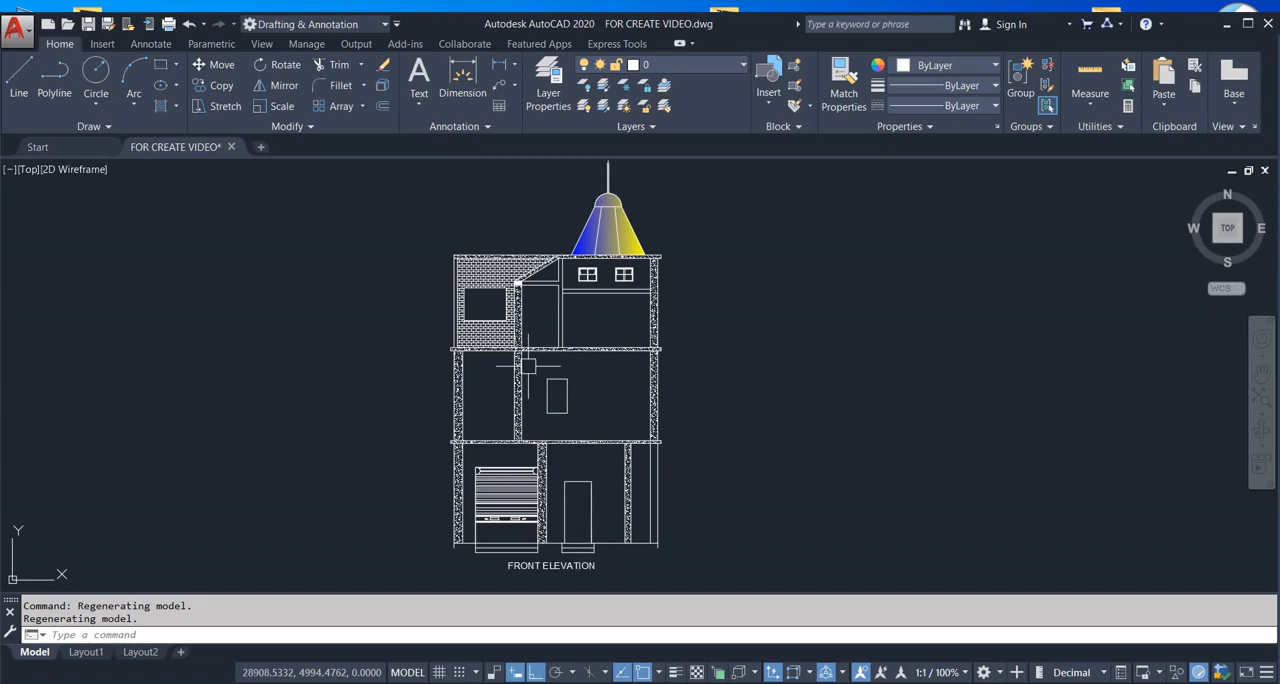 Drafting & Annotation
Autodesk AutoCAD 2020 FOR CREATE VIDEO.dwg
Type a keyword or phrase
Sign In
Home Insert Annotate Parametric View Manage Output Add-ins Collaborate Featured Apps Express Tools
Line Polyline Circle Arc
Move Rotate Trim
Copy Mirror Fillet
Stretch Scale Array
Text Dimension
Layer Properties
0
Insert
Match Properties
ByLayer
ByLayer
ByLayer
Group
Measure
Paste
Base
Draw Modify Annotation Layers Block Properties Groups Utilities Clipboard View
Start FOR CREATE VIDEO*
[−][Top][2D Wireframe]
N
W TOP E
S
WCS
FRONT ELEVATION
Y
X
Command: Regenerating model.
Regenerating model.
Type a command
Model Layout1 Layout2
28908.5332, 4994.4762, 0.0000 MODEL 1:1 / 100% Decimal